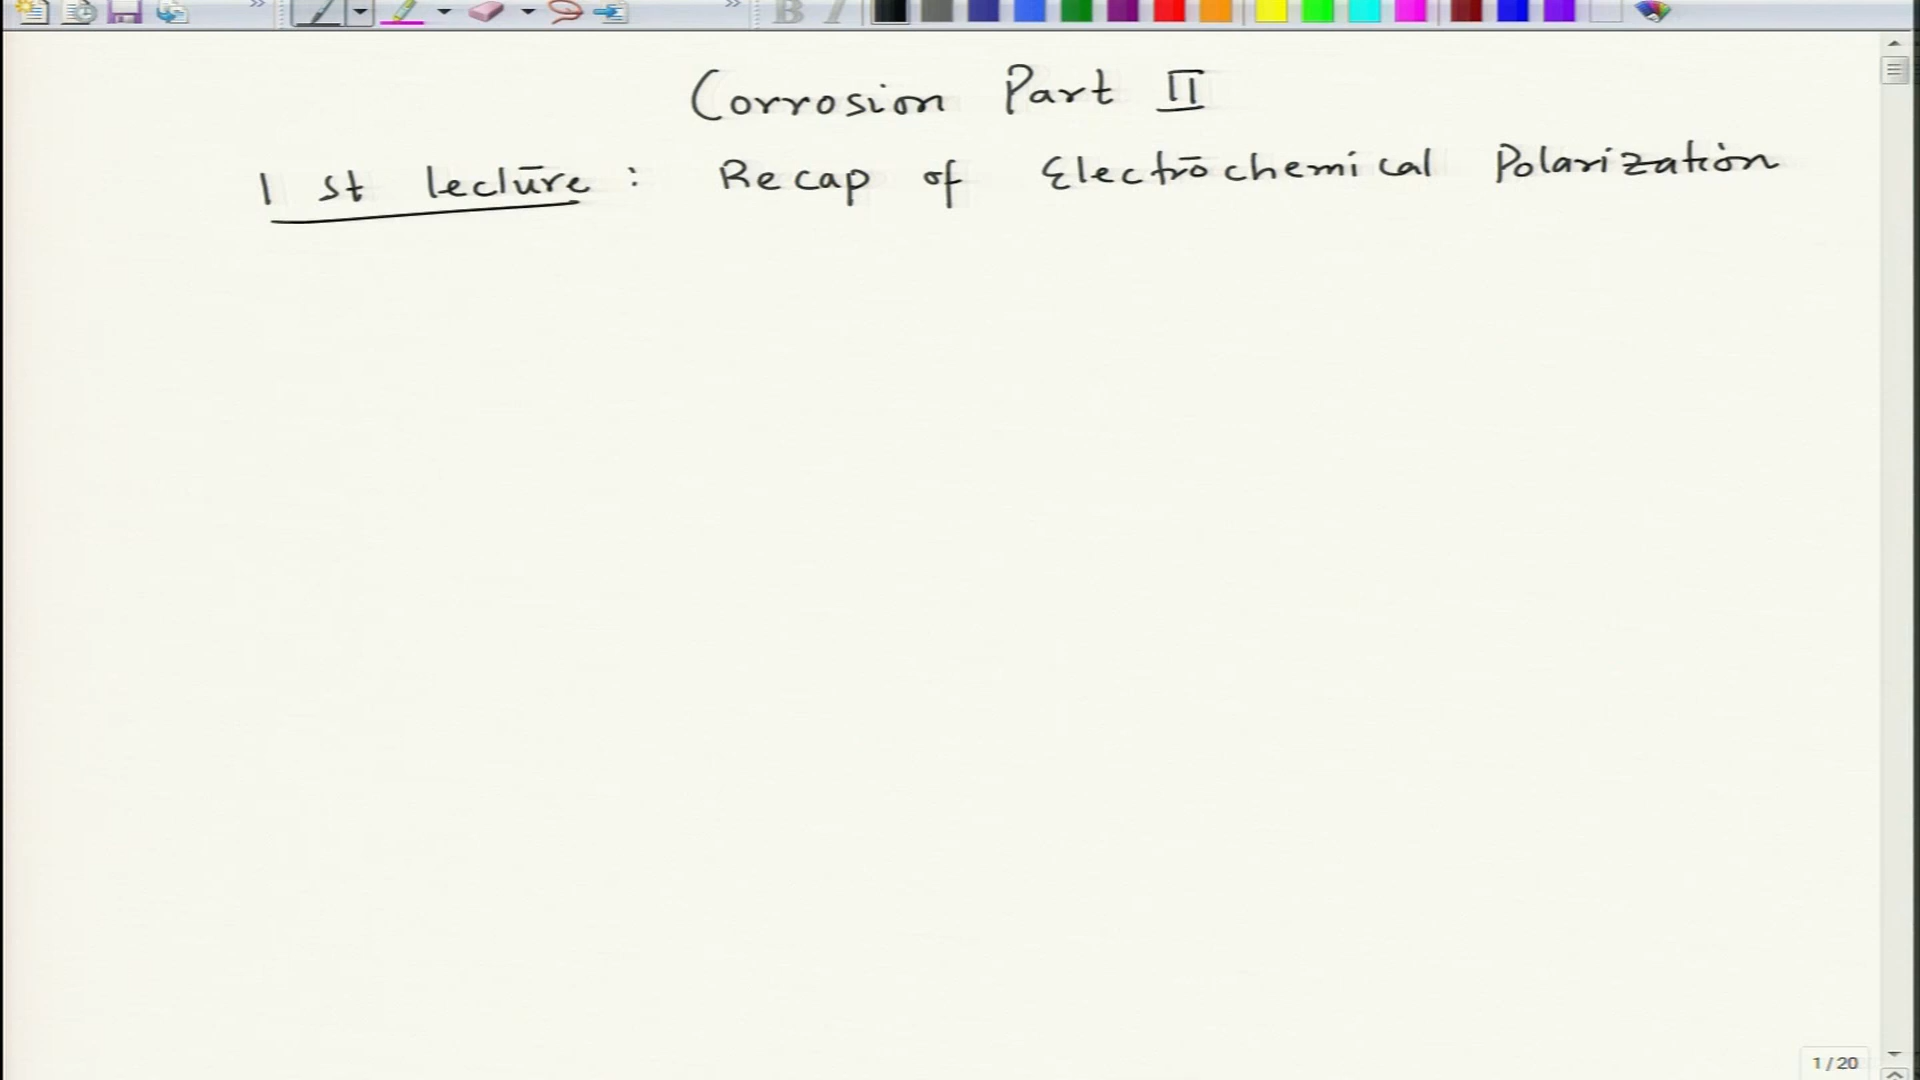 Corrosion Part II
1 st lecture : Recap of Electrochemical Polarization
1 / 20